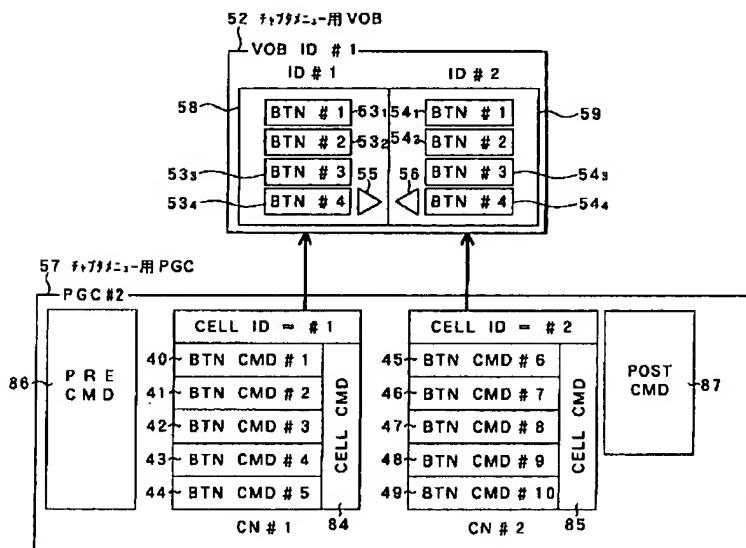 52 チャプタメニュー用 VOB
VOB ID # 1
ID # 1 ID # 2
58 BTN # 1 53₁ 54₁ BTN # 1 59
BTN # 2 53₂ 54₂ BTN # 2
53₃ BTN # 3 55 56 BTN # 3 54₃
53₄ BTN # 4 BTN # 4 54₄
57 チャプタメニュー用 PGC
PGC #2
86 PRE
CMD
CELL ID = # 1
40 BTN CMD # 1
41 BTN CMD # 2
42 BTN CMD # 3
43 BTN CMD # 4
44 BTN CMD # 5
CELL CMD
84
CN # 1
CELL ID = # 2
45 BTN CMD # 6
46 BTN CMD # 7
47 BTN CMD # 8
48 BTN CMD # 9
49 BTN CMD # 10
CELL CMD
85
CN # 2
POST
CMD 87